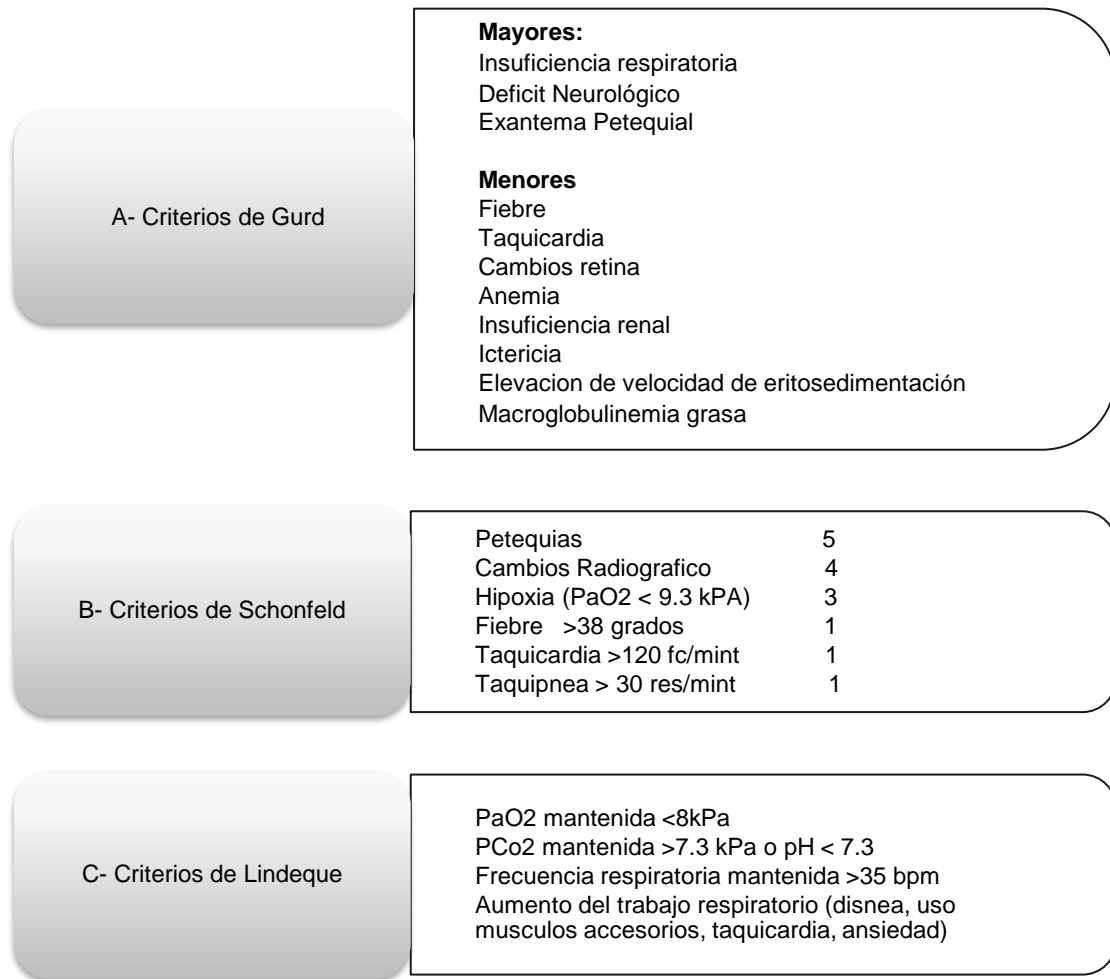 A- Criterios de Gurd
Mayores:
Insuficiencia respiratoria
Deficit Neurológico
Exantema Petequial
Menores
Fiebre
Taquicardia
Cambios retina
Anemia
Insuficiencia renal
Ictericia
Elevacion de velocidad de eritosedimentación
Macroglobulinemia grasa
B- Criterios de Schonfeld
Petequias 5
Cambios Radiografico 4
Hipoxia (PaO2 < 9.3 kPA) 3
Fiebre >38 grados 1
Taquicardia >120 fc/mint 1
Taquipnea > 30 res/mint 1
C- Criterios de Lindeque
PaO2 mantenida <8kPa
PCo2 mantenida >7.3 kPa o pH < 7.3
Frecuencia respiratoria mantenida >35 bpm
Aumento del trabajo respiratorio (disnea, uso
musculos accesorios, taquicardia, ansiedad)